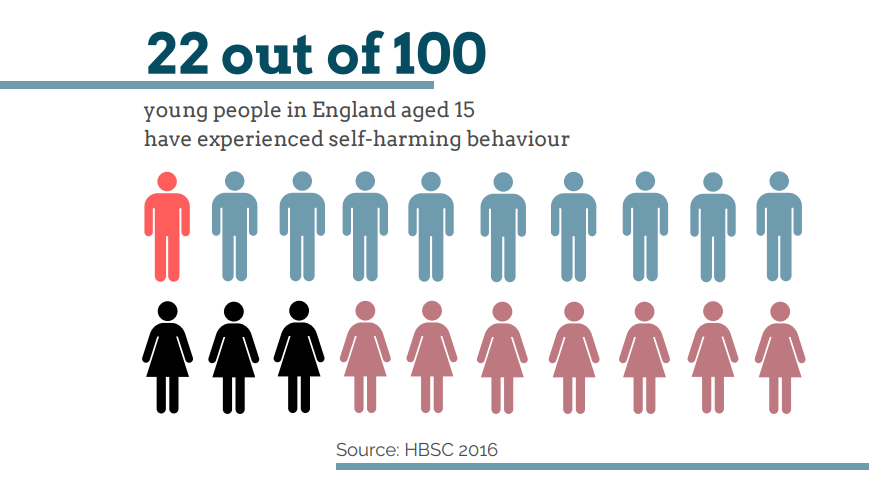 22 out of 100
young people in England aged 15
have experienced self-harming behaviour
Source: HBSC 2016